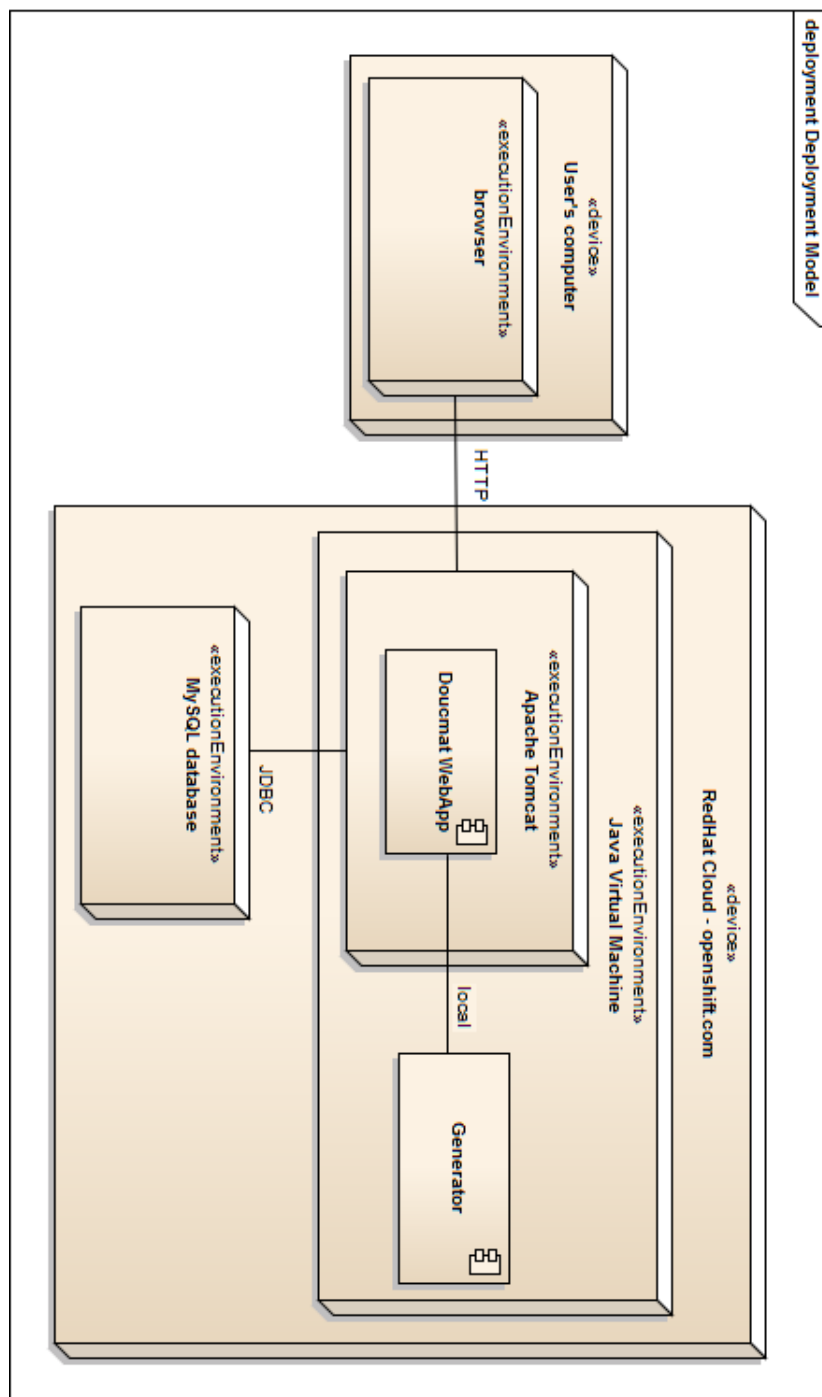 deployment Deployment Model
«device»
User's computer
«executionEnvironment»
browser
HTTP
«device»
RedHat Cloud - openshift.com
«executionEnvironment»
Java Virtual Machine
«executionEnvironment»
Apache Tomcat
Doucmat WebApp
local
Generator
JDBC
«executionEnvironment»
MySQL database